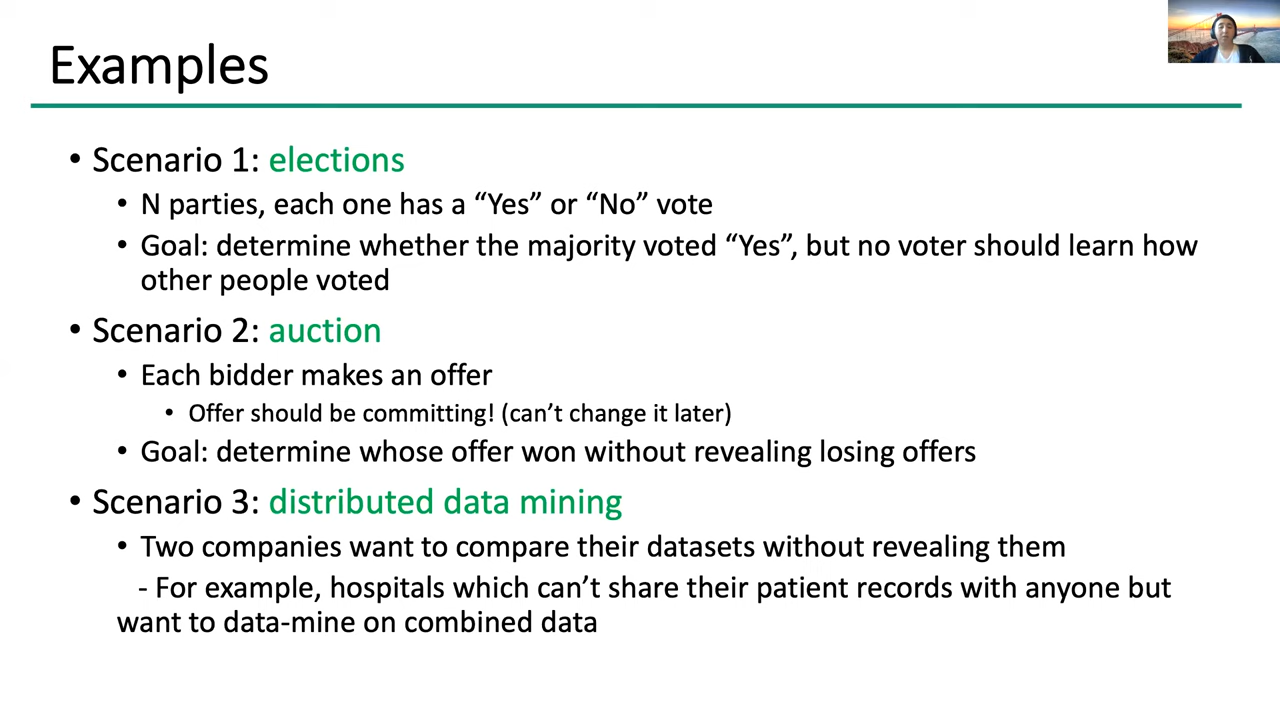 Examples
• Scenario 1: elections
• N parties, each one has a “Yes” or “No” vote
• Goal: determine whether the majority voted “Yes”, but no voter should learn how
other people voted
• Scenario 2: auction
• Each bidder makes an offer
• Offer should be committing! (can’t change it later)
• Goal: determine whose offer won without revealing losing offers
• Scenario 3: distributed data mining
• Two companies want to compare their datasets without revealing them
- For example, hospitals which can’t share their patient records with anyone but
want to data-mine on combined data